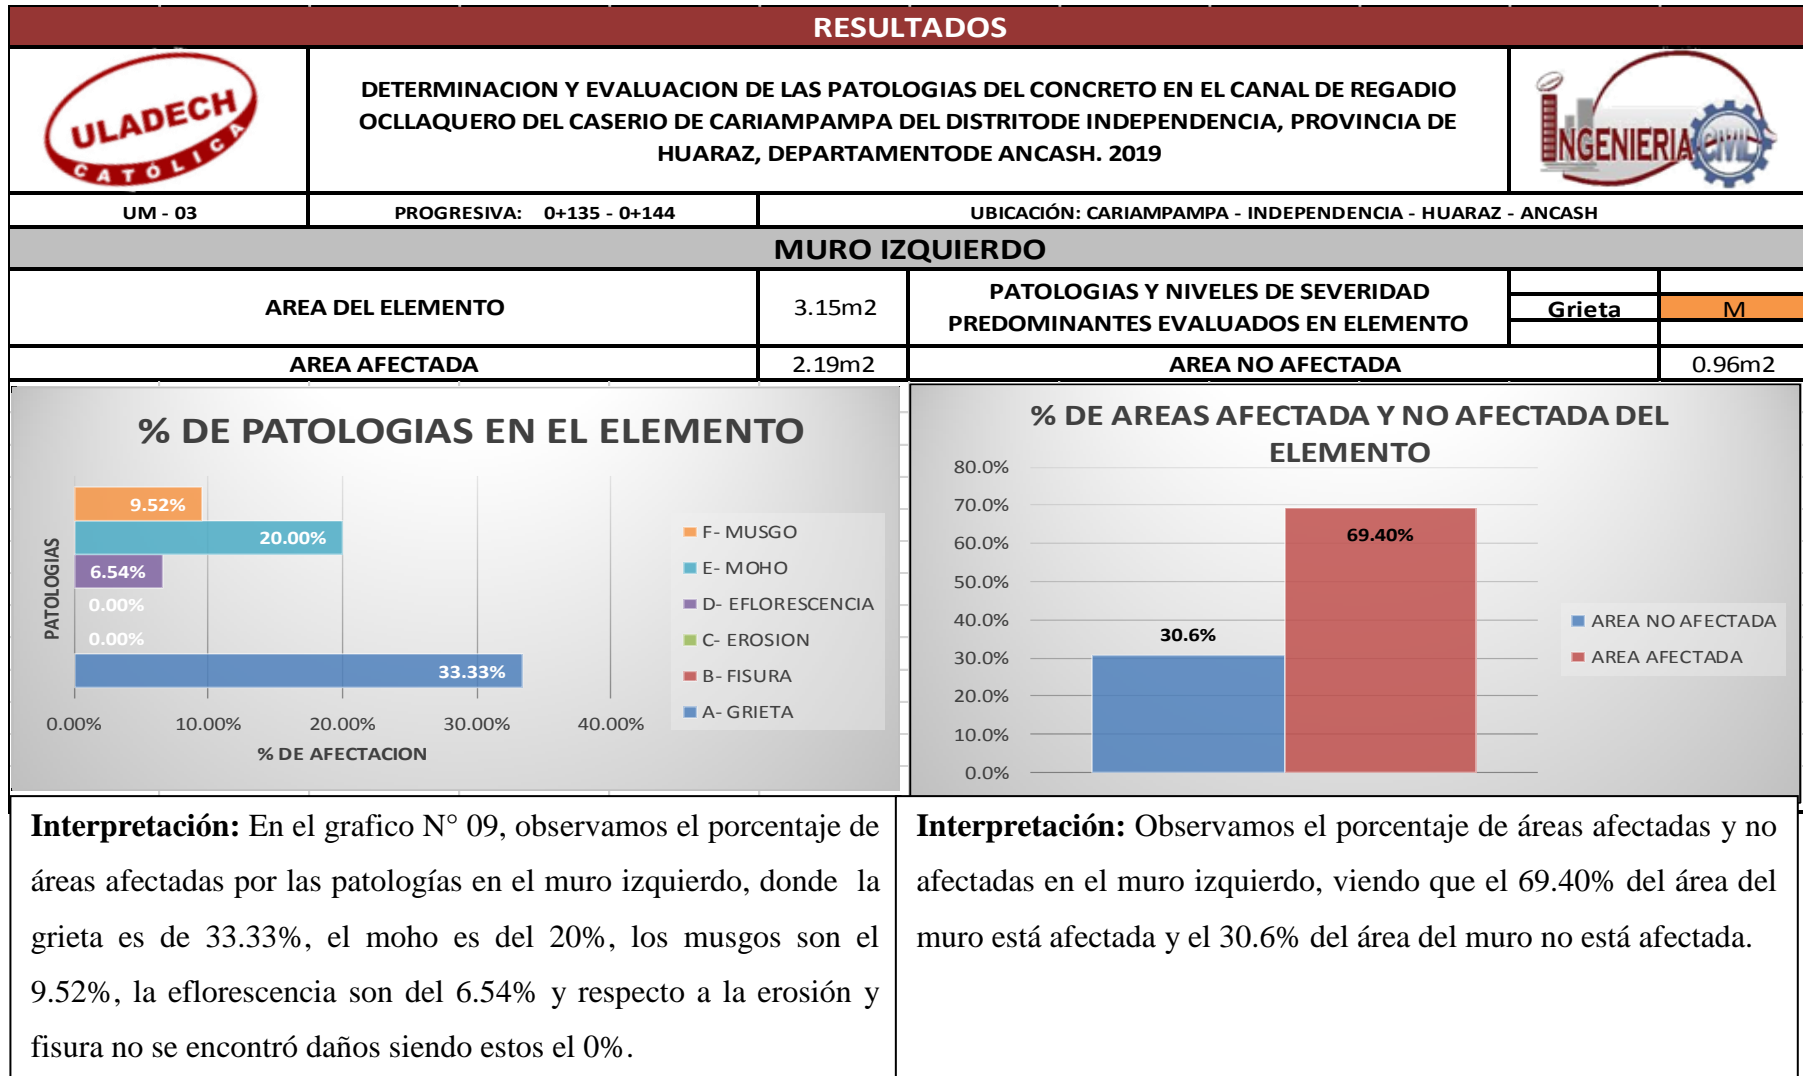 RESULTADOS
ULADECH
CATÓLICA
DETERMINACION Y EVALUACION DE LAS PATOLOGIAS DEL CONCRETO EN EL CANAL DE REGADIO
OCLLAQUERO DEL CASERIO DE CARIAMPAMPA DEL DISTRITODE INDEPENDENCIA, PROVINCIA DE
HUARAZ, DEPARTAMENTODE ANCASH. 2019
INGENIERIA CIVIL
UM - 03
PROGRESIVA: 0+135 - 0+144
UBICACIÓN: CARIAMPAMPA - INDEPENDENCIA - HUARAZ - ANCASH
MURO IZQUIERDO
AREA DEL ELEMENTO
3.15m2
PATOLOGIAS Y NIVELES DE SEVERIDAD
PREDOMINANTES EVALUADOS EN ELEMENTO
Grieta
M
AREA AFECTADA
2.19m2
AREA NO AFECTADA
0.96m2
% DE PATOLOGIAS EN EL ELEMENTO
PATOLOGIAS
9.52%
20.00%
6.54%
0.00%
0.00%
33.33%
0.00%
10.00%
20.00%
30.00%
40.00%
% DE AFECTACION
F- MUSGO
E- MOHO
D- EFLORESCENCIA
C- EROSION
B- FISURA
A- GRIETA
% DE AREAS AFECTADA Y NO AFECTADA DEL
ELEMENTO
80.0%
70.0%
60.0%
50.0%
40.0%
30.0%
20.0%
10.0%
0.0%
30.6%
69.40%
AREA NO AFECTADA
AREA AFECTADA
Interpretación: En el grafico N° 09, observamos el porcentaje de
áreas afectadas por las patologías en el muro izquierdo, donde la
grieta es de 33.33%, el moho es del 20%, los musgos son el
9.52%, la eflorescencia son del 6.54% y respecto a la erosión y
fisura no se encontró daños siendo estos el 0%.
Interpretación: Observamos el porcentaje de áreas afectadas y no
afectadas en el muro izquierdo, viendo que el 69.40% del área del
muro está afectada y el 30.6% del área del muro no está afectada.